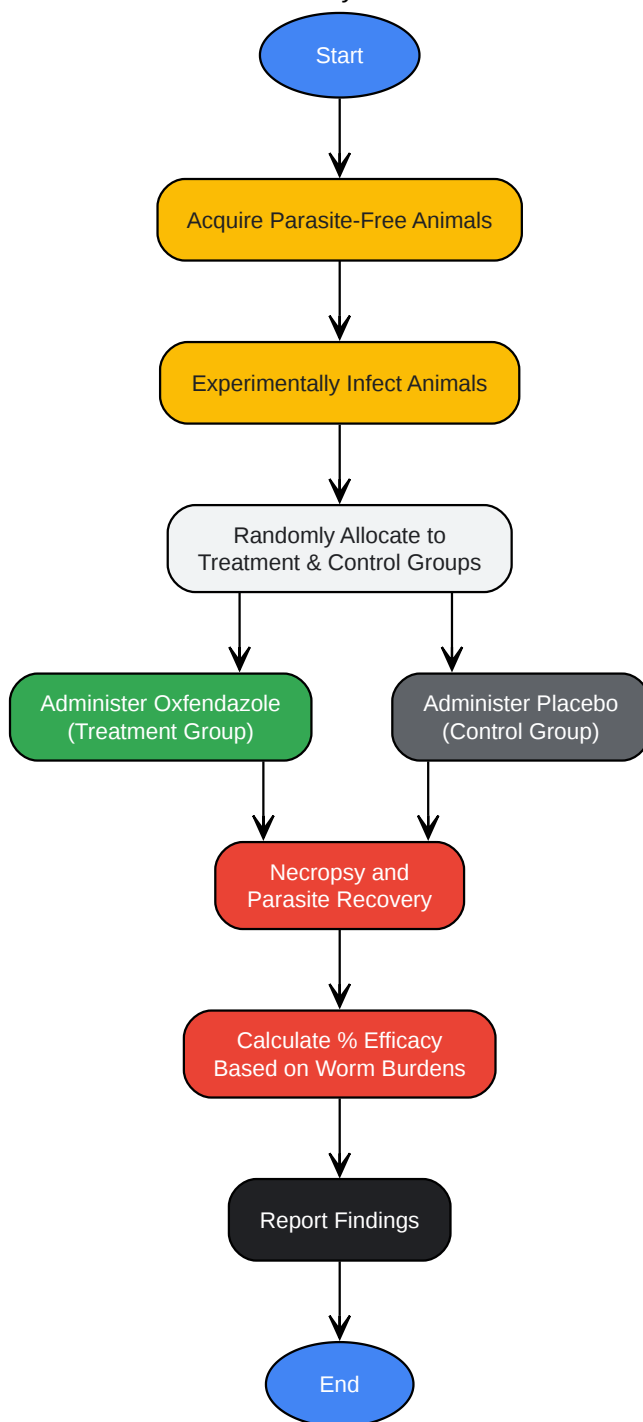 Start
Acquire Parasite-Free Animals
Experimentally Infect Animals
Randomly Allocate to
Treatment & Control Groups
Administer Oxfendazole
(Treatment Group)
Administer Placebo
(Control Group)
Necropsy and
Parasite Recovery
Calculate % Efficacy
Based on Worm Burdens
Report Findings
End